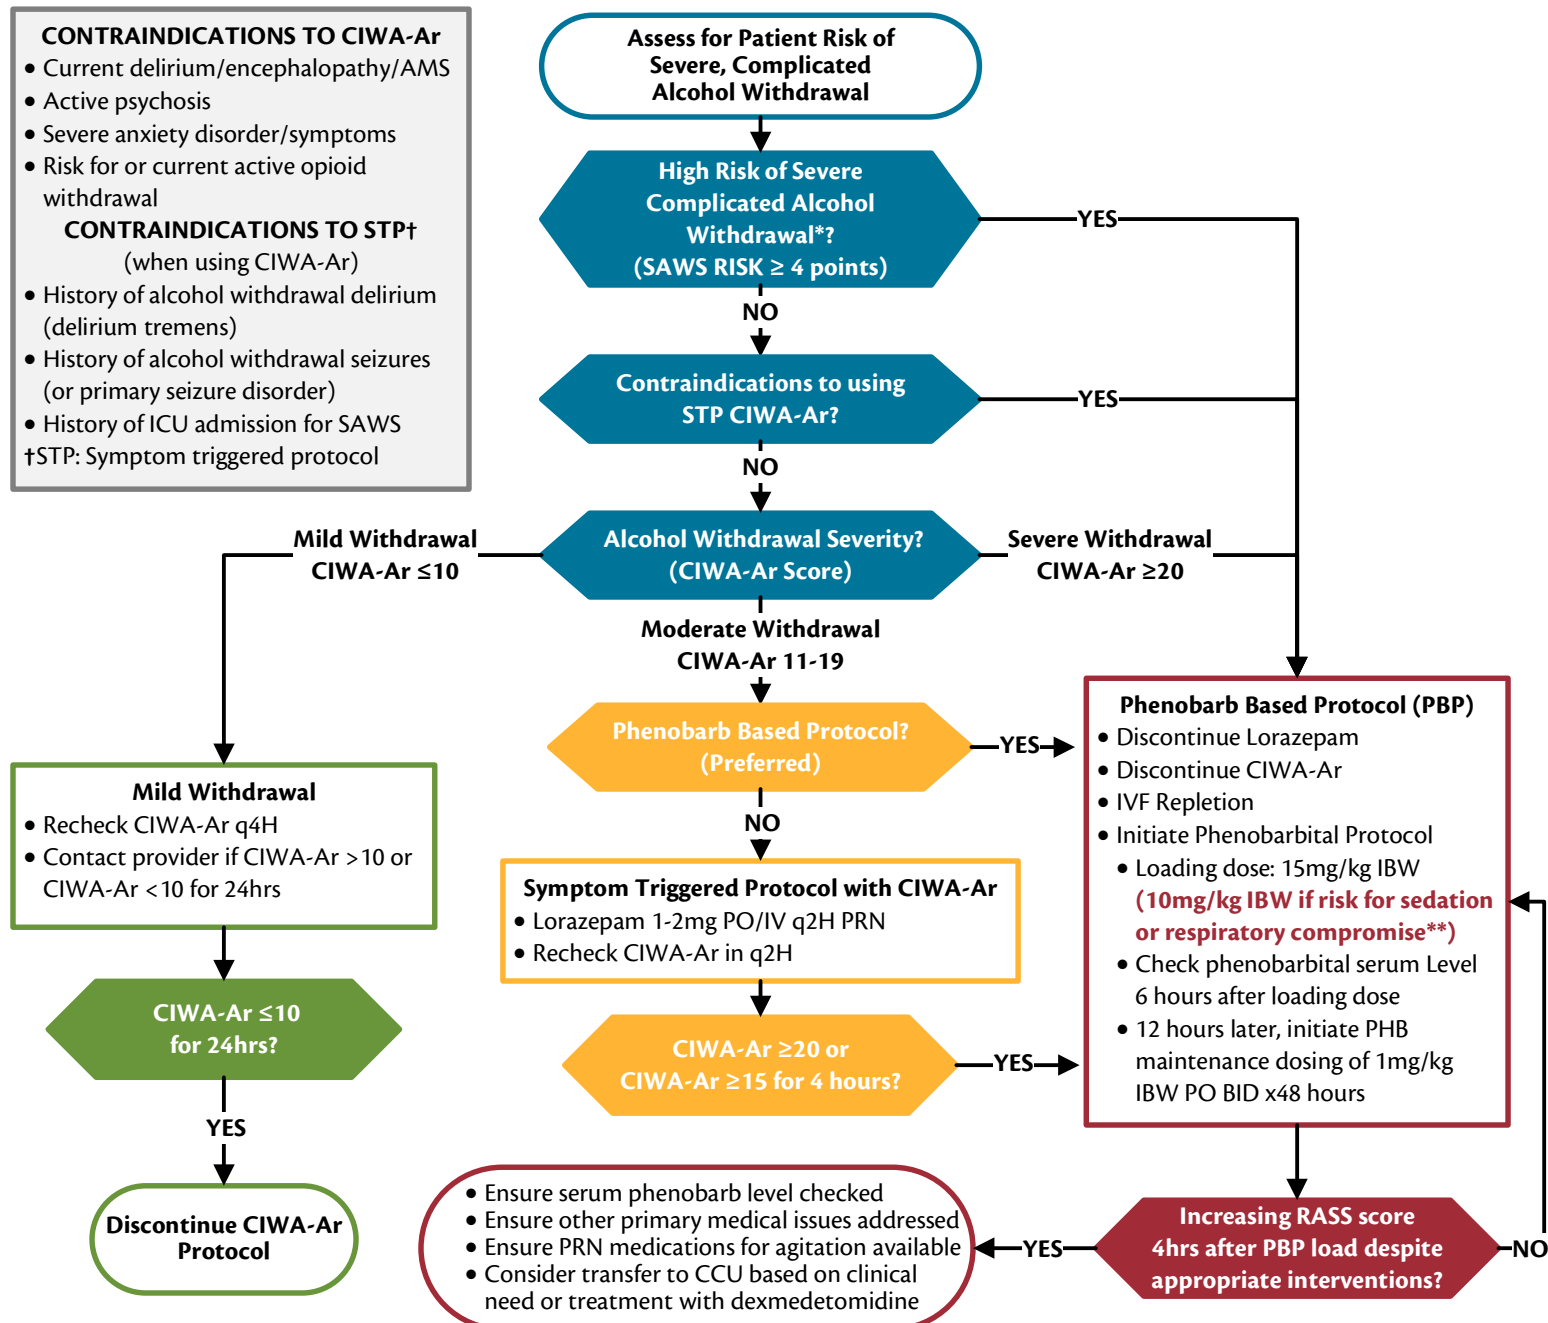 CONTRAINDICATIONS TO CIWA-Ar
• Current delirium/encephalopathy/AMS
• Active psychosis
• Severe anxiety disorder/symptoms
• Risk for or current active opioid
withdrawal
CONTRAINDICATIONS TO STP†
(when using CIWA-Ar)
• History of alcohol withdrawal delirium
(delirium tremens)
• History of alcohol withdrawal seizures
(or primary seizure disorder)
• History of ICU admission for SAWS
†STP: Symptom triggered protocol
Assess for Patient Risk of
Severe, Complicated
Alcohol Withdrawal
High Risk of Severe
Complicated Alcohol
Withdrawal*?
(SAWS RISK ≥ 4 points)
YES
NO
Contraindications to using
STP CIWA-Ar?
YES
NO
Alcohol Withdrawal Severity?
(CIWA-Ar Score)
Mild Withdrawal
CIWA-Ar ≤10
Severe Withdrawal
CIWA-Ar ≥20
Moderate Withdrawal
CIWA-Ar 11-19
Phenobarb Based Protocol?
(Preferred)
YES
NO
Mild Withdrawal
• Recheck CIWA-Ar q4H
• Contact provider if CIWA-Ar >10 or
CIWA-Ar <10 for 24hrs
CIWA-Ar ≤10
for 24hrs?
YES
Discontinue CIWA-Ar
Protocol
Symptom Triggered Protocol with CIWA-Ar
• Lorazepam 1-2mg PO/IV q2H PRN
• Recheck CIWA-Ar in q2H
CIWA-Ar ≥20 or
CIWA-Ar ≥15 for 4 hours?
YES
Phenobarb Based Protocol (PBP)
• Discontinue Lorazepam
• Discontinue CIWA-Ar
• IVF Repletion
• Initiate Phenobarbital Protocol
• Loading dose: 15mg/kg IBW
(10mg/kg IBW if risk for sedation
or respiratory compromise**)
• Check phenobarbital serum Level
6 hours after loading dose
• 12 hours later, initiate PHB
maintenance dosing of 1mg/kg
IBW PO BID x48 hours
Increasing RASS score
4hrs after PBP load despite
appropriate interventions?
NO
YES
• Ensure serum phenobarb level checked
• Ensure other primary medical issues addressed
• Ensure PRN medications for agitation available
• Consider transfer to CCU based on clinical
need or treatment with dexmedetomidine